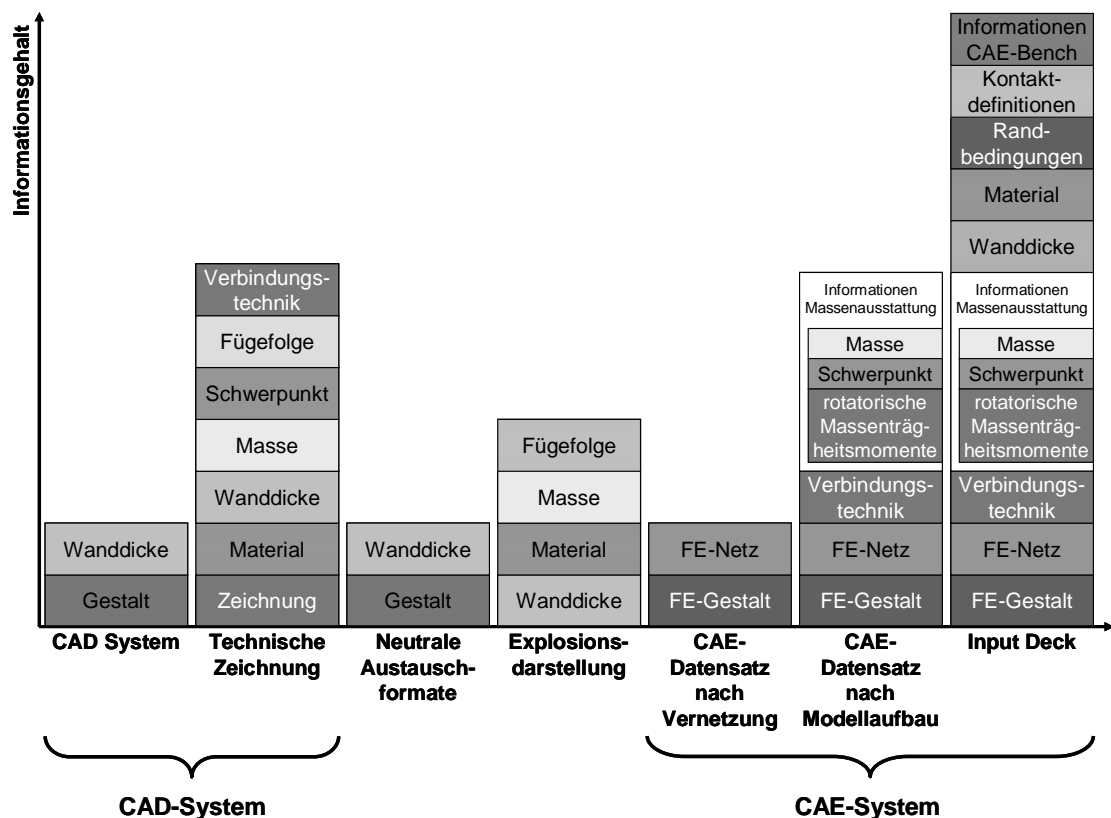 Informationsgehalt
Wanddicke
Gestalt
CAD System
Verbindungs-
technik
Fügefolge
Schwerpunkt
Masse
Wanddicke
Material
Zeichnung
Technische
Zeichnung
Wanddicke
Gestalt
Neutrale
Austausch-
formate
Fügefolge
Masse
Material
Wanddicke
Explosions-
darstellung
FE-Netz
FE-Gestalt
CAE-
Datensatz
nach
Vernetzung
Informationen
Massenausstattung
Masse
Schwerpunkt
rotatorische
Massenträg-
heitsmomente
Verbindungs-
technik
FE-Netz
FE-Gestalt
CAE-
Datensatz
nach
Modellaufbau
Informationen
CAE-Bench
Kontakt-
definitionen
Rand-
bedingungen
Material
Wanddicke
Informationen
Massenausstattung
Masse
Schwerpunkt
rotatorische
Massenträg-
heitsmomente
Verbindungs-
technik
FE-Netz
FE-Gestalt
Input Deck
CAD-System
CAE-System